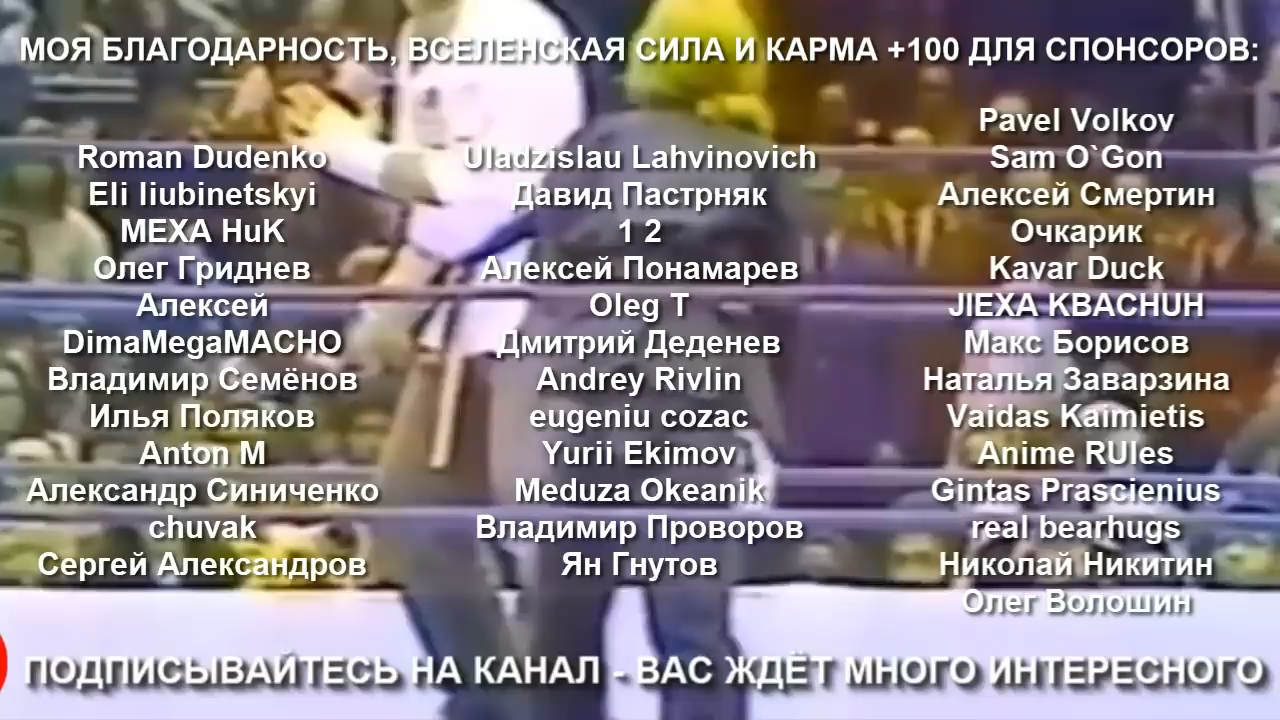 МОЯ БЛАГОДАРНОСТЬ, ВСЕЛЕНСКАЯ СИЛА И КАРМА +100 ДЛЯ СПОНСОРОВ:
Roman Dudenko
Eli liubinetskyi
MEXA HuK
Олег Гриднев
Алексей
DimaMegaMACHO
Владимир Семёнов
Илья Поляков
Anton M
Александр Синиченко
chuvak
Сергей Александров
Uladzislau Lahvinovich
Давид Пастрняк
1 2
Алексей Понамарев
Oleg T
Дмитрий Деденев
Andrey Rivlin
eugeniu cozac
Yurii Ekimov
Meduza Okeanik
Владимир Проворов
Ян Гнутов
Pavel Volkov
Sam O`Gon
Алексей Смертин
Очкарик
Kavar Duck
JIEXA KBACHUH
Макс Борисов
Наталья Заварзина
Vaidas Kaimietis
Anime RUles
Gintas Prascienius
real bearhugs
Николай Никитин
Олег Волошин
ПОДПИСЫВАЙТЕСЬ НА КАНАЛ - ВАС ЖДЁТ МНОГО ИНТЕРЕСНОГО